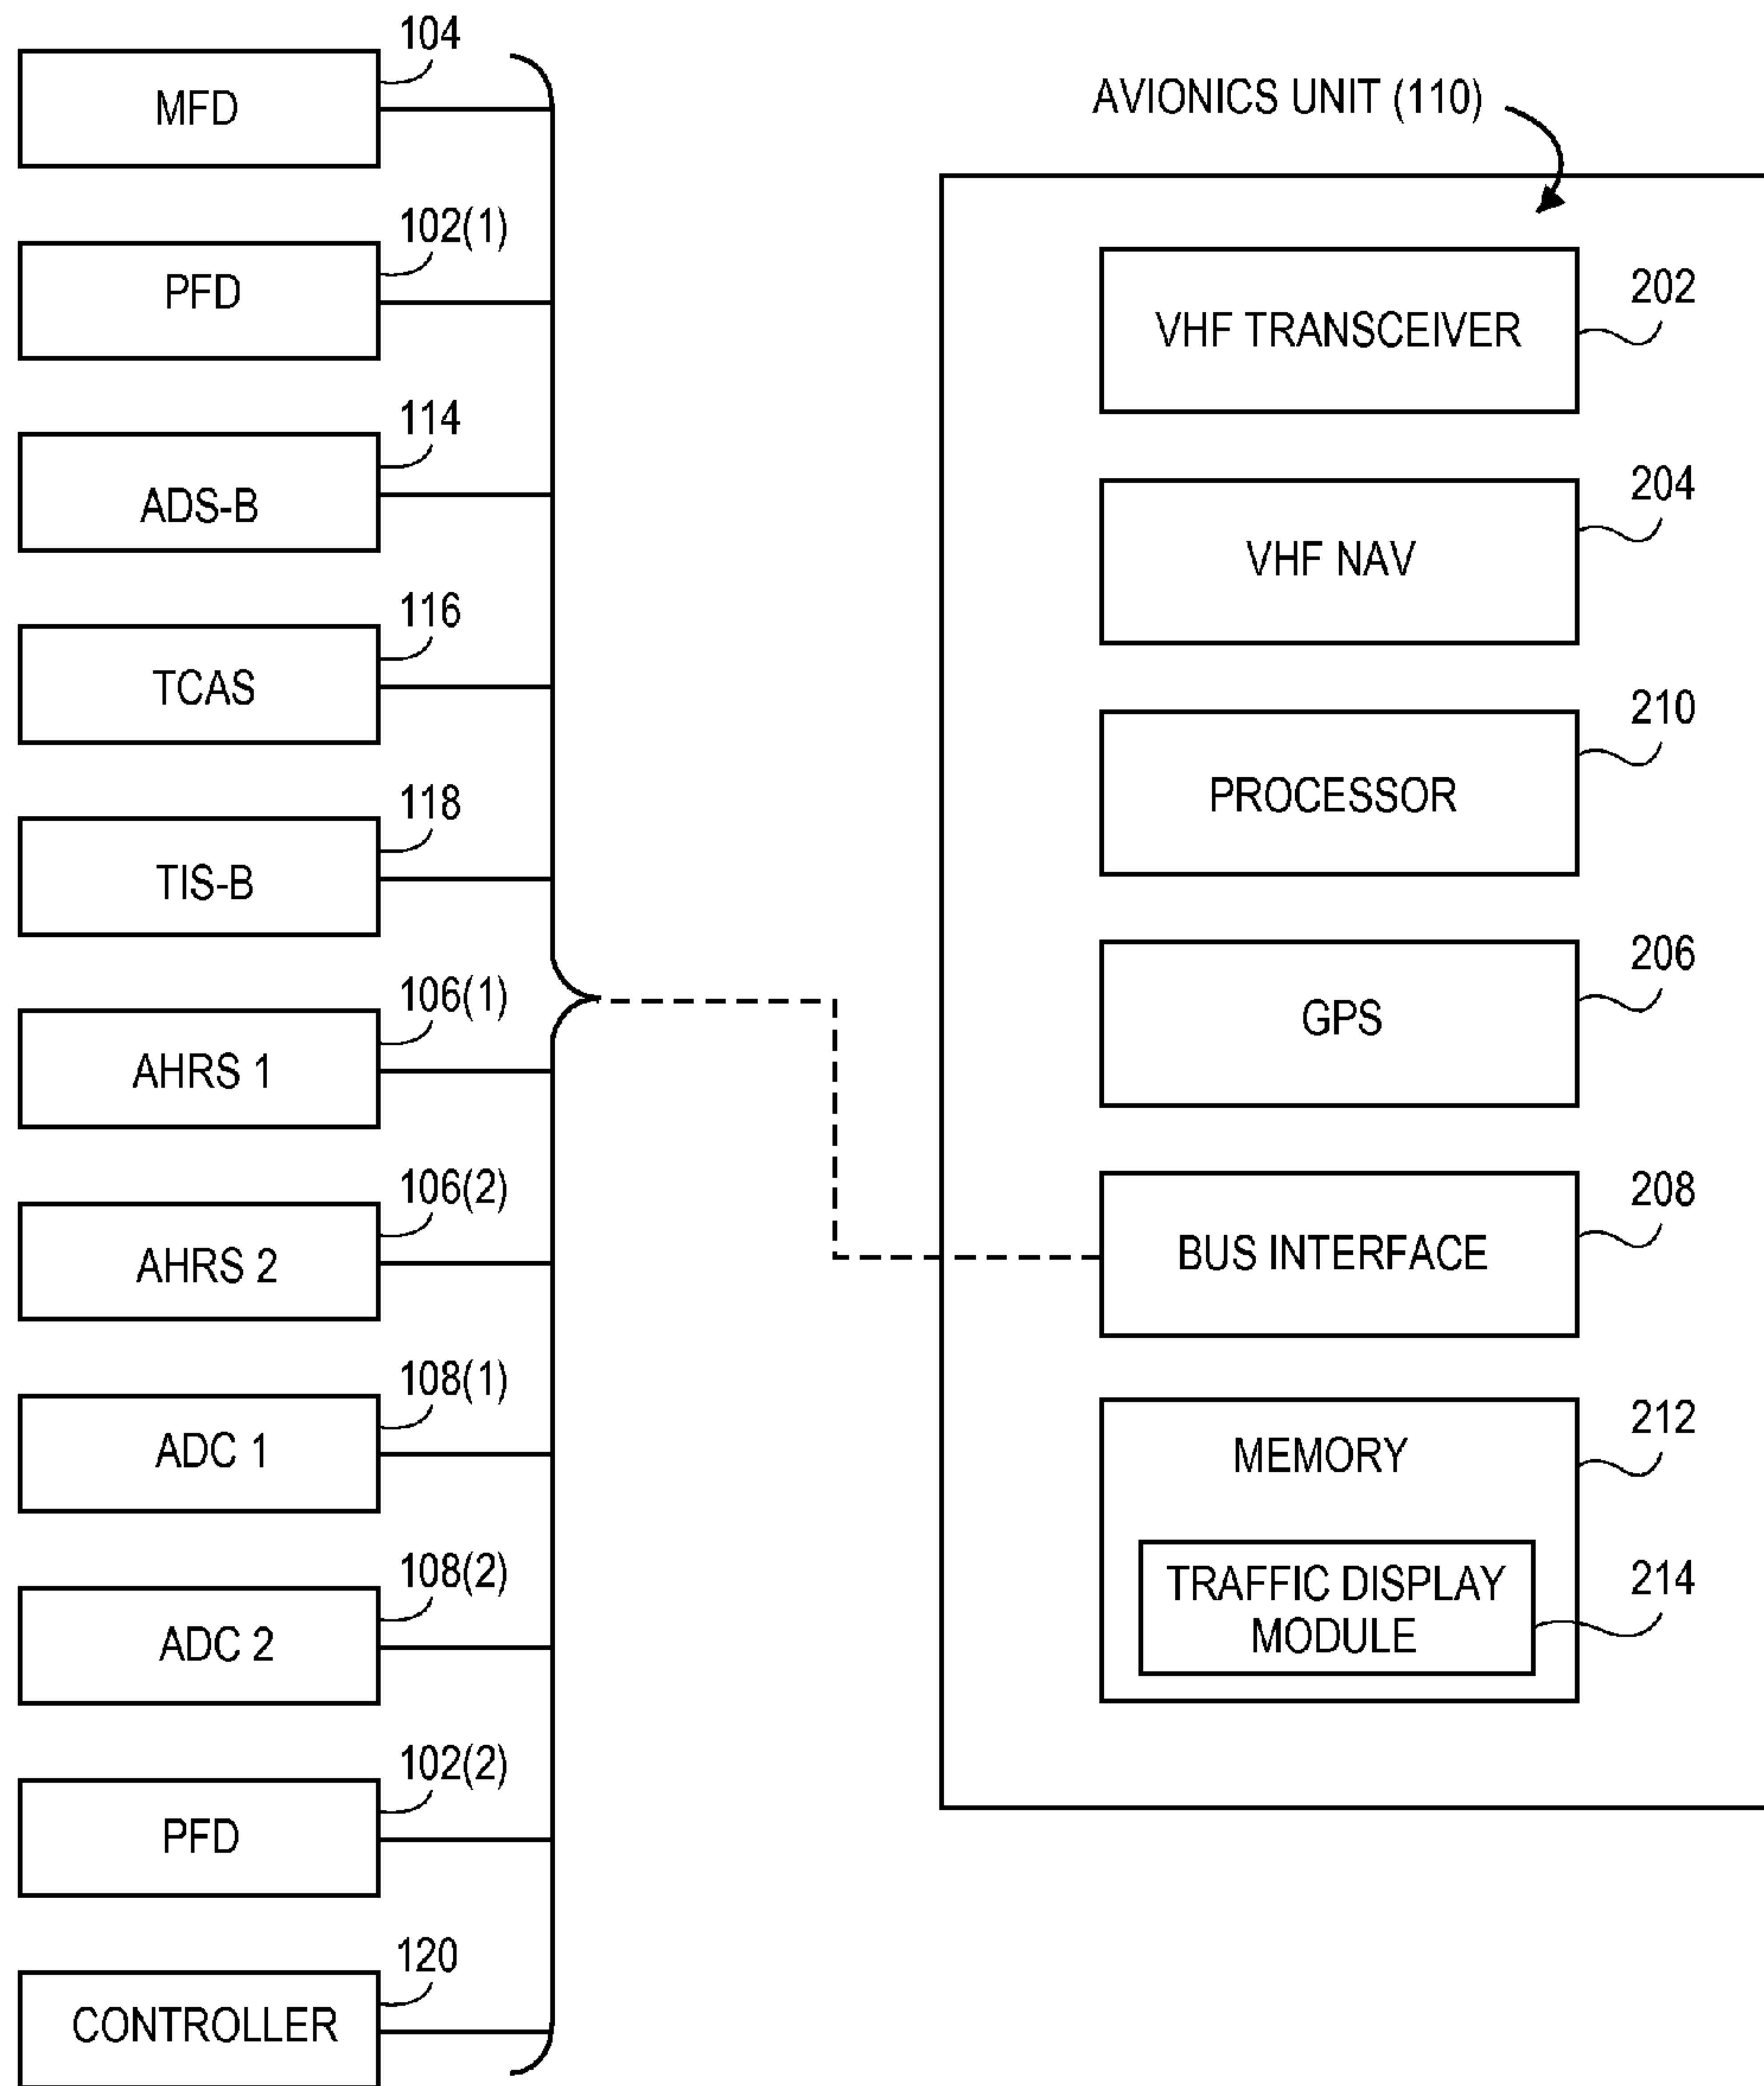 104
MFD
102(1)
PFD
114
ADS-B
116
TCAS
118
TIS-B
106(1)
AHRS 1
106(2)
AHRS 2
108(1)
ADC 1
108(2)
ADC 2
102(2)
PFD
120
CONTROLLER
AVIONICS UNIT (110)
202
VHF TRANSCEIVER
204
VHF NAV
210
PROCESSOR
206
GPS
208
BUS INTERFACE
212
MEMORY
214
TRAFFIC DISPLAY
MODULE